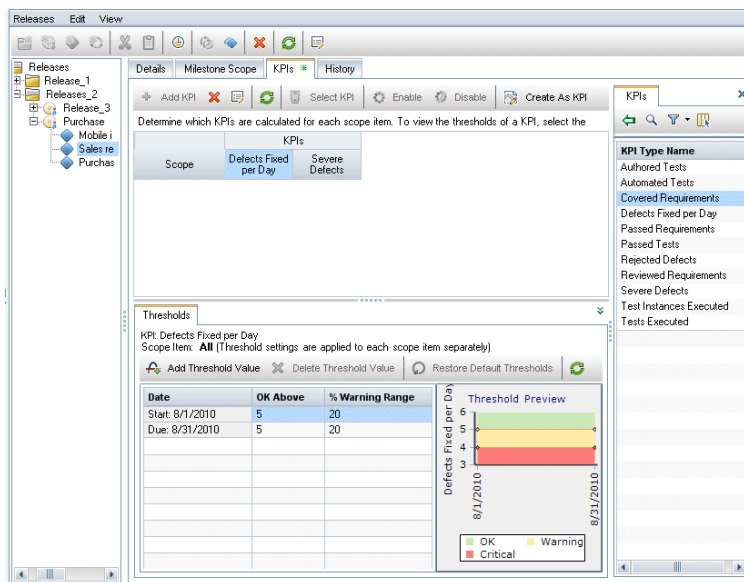 Releases Edit View
Releases
Release_1
Releases_2
Release_3
Purchase
Mobile i
Sales re
Purchas
Details Milestone Scope KPIs * History
Add KPI Select KPI Enable Disable Create As KPI
Determine which KPIs are calculated for each scope item. To view the thresholds of a KPI, select the
KPIs
Scope
Defects Fixed
per Day
Severe
Defects
Thresholds
KPI: Defects Fixed per Day
Scope Item: All (Threshold settings are applied to each scope item separately)
Add Threshold Value Delete Threshold Value Restore Default Thresholds
Date OK Above % Warning Range
Start: 8/1/2010 5 20
Due: 8/31/2010 5 20
Threshold Preview
Defects Fixed per Day
6
5
4
3
8/1/2010
8/31/2010
OK Warning
Critical
KPIs
KPI Type Name
Authored Tests
Automated Tests
Covered Requirements
Defects Fixed per Day
Passed Requirements
Passed Tests
Rejected Defects
Reviewed Requirements
Severe Defects
Test Instances Executed
Tests Executed